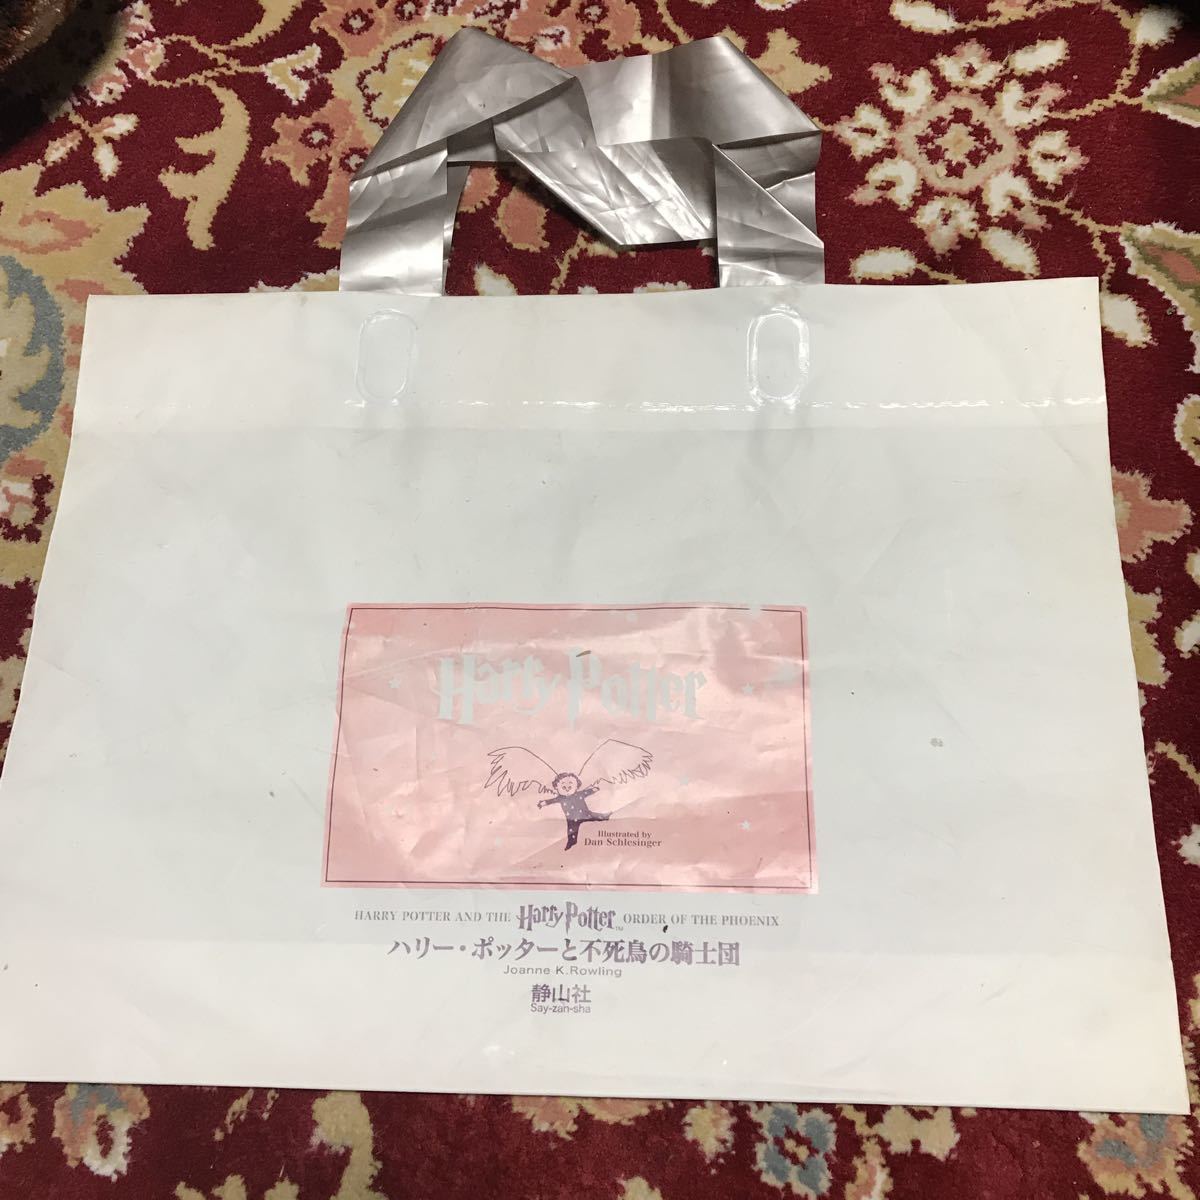 Harry Potter
Illustrated by
Dan Schlesinger
HARRY POTTER AND THE Harry Potter™ ORDER OF THE PHOENIX
ハリー・ポッターと不死鳥の騎士団
Joanne K.Rowling
静山社
Say-zan-sha